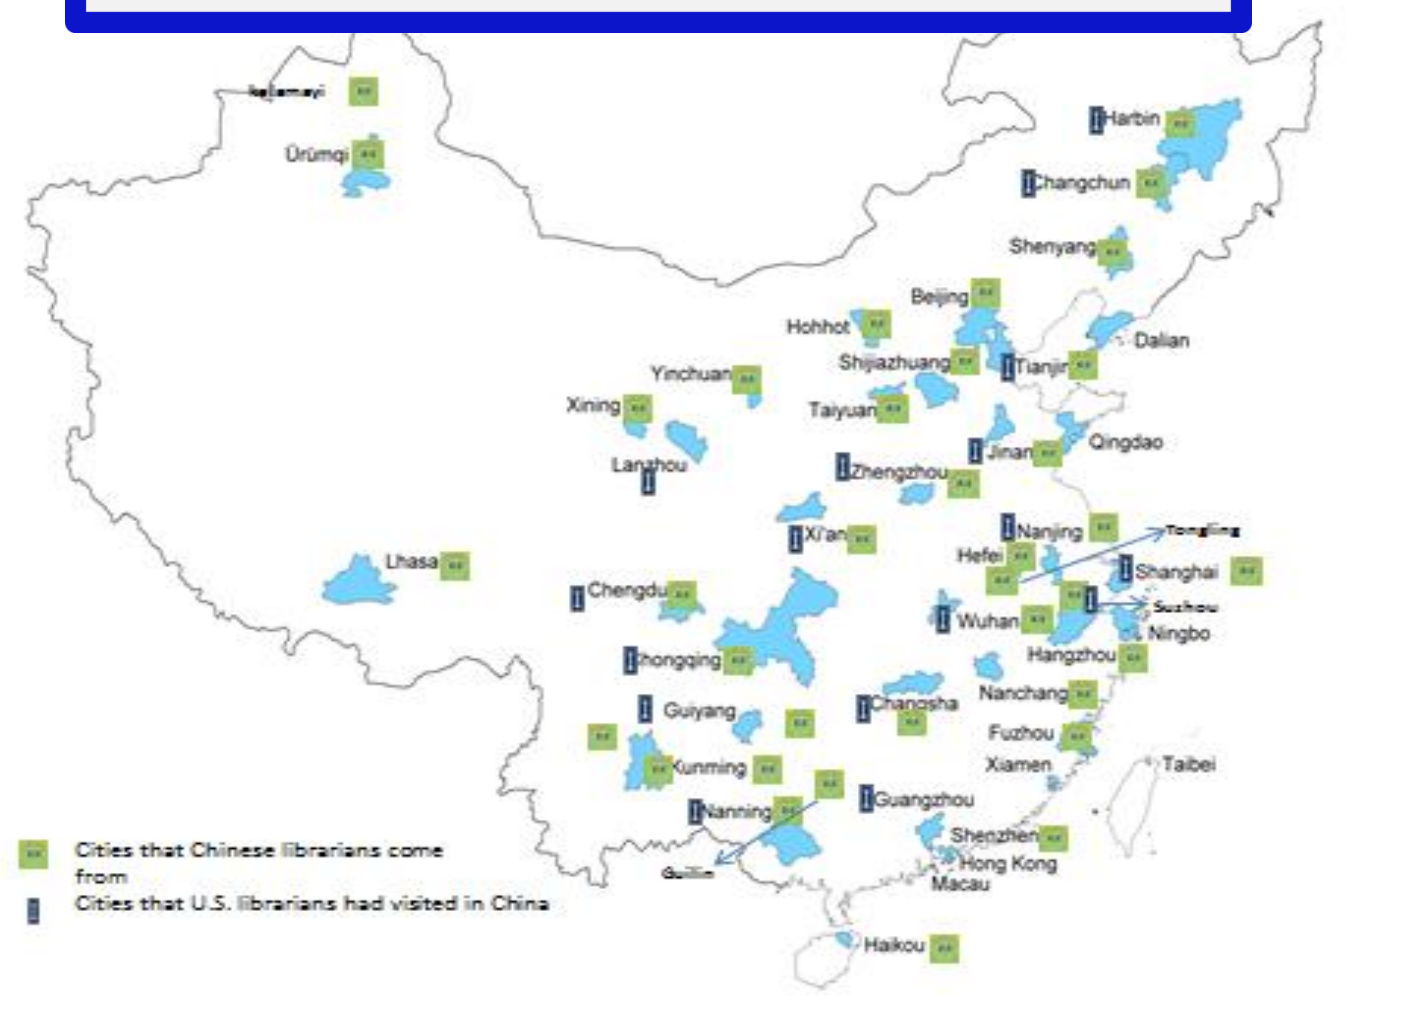 kelamayi
Ürümqi
Harbin
Changchun
Shenyang
Beijing
Hohhot
Dalian
Shijiazhuang
Tianjin
Yinchuan
Xining
Taiyuan
Qingdao
Jinan
Lanzhou
Zhengzhou
Nanjing
Tongling
Xi'an
Hefei
Lhasa
Shanghai
Chengdu
Suzhou
Wuhan
Ningbo
Hangzhou
Chongqing
Nanchang
Changsha
Guiyang
Fuzhou
Xiamen
Taibei
Kunming
Guangzhou
Nanning
Shenzhen
Hong Kong
Guilin
Macau
Haikou
Cities that Chinese librarians come
from
Cities that U.S. librarians had visited in China